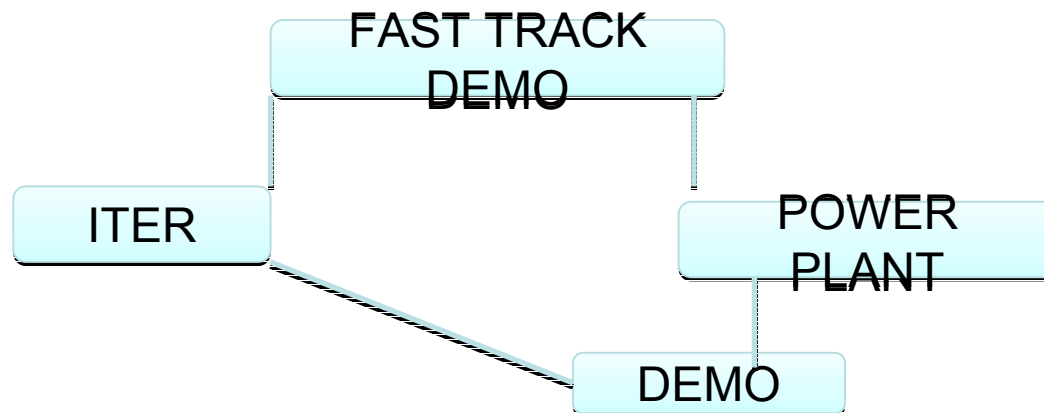 FAST TRACK
DEMO
ITER
POWER
PLANT
DEMO